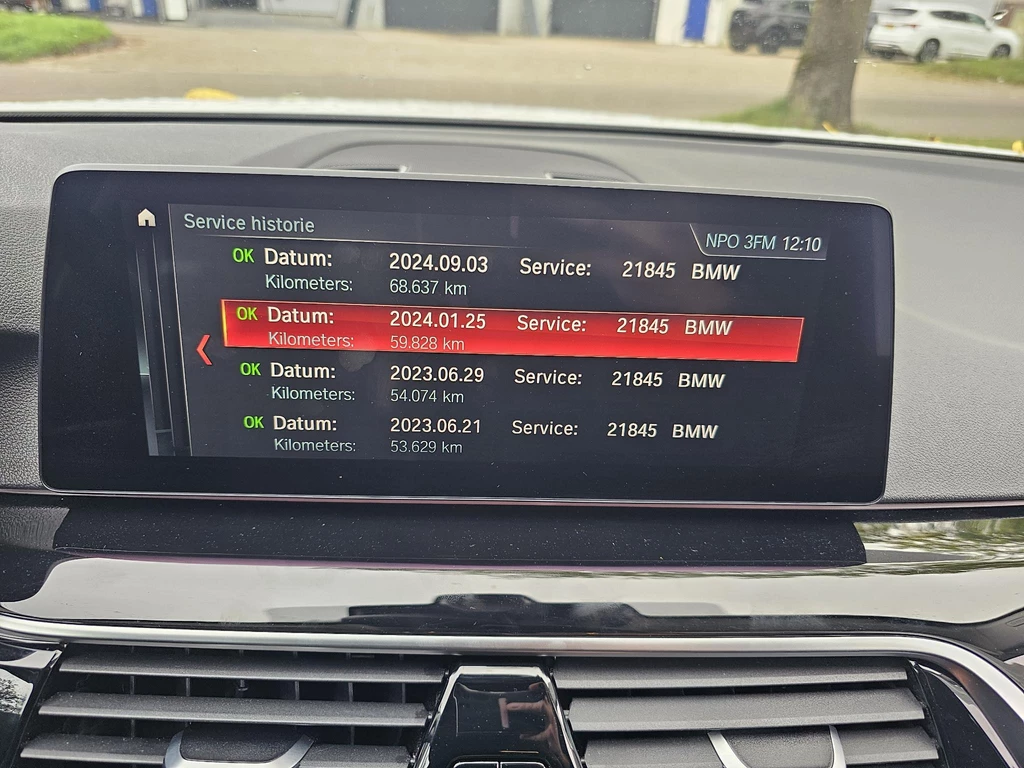 Service historie
NPO 3FM 12:10
OK Datum: 2024.09.03 Service: 21845 BMW
Kilometers: 68.637 km
OK Datum: 2024.01.25 Service: 21845 BMW
Kilometers: 59.828 km
OK Datum: 2023.06.29 Service: 21845 BMW
Kilometers: 54.074 km
OK Datum: 2023.06.21 Service: 21845 BMW
Kilometers: 53.629 km